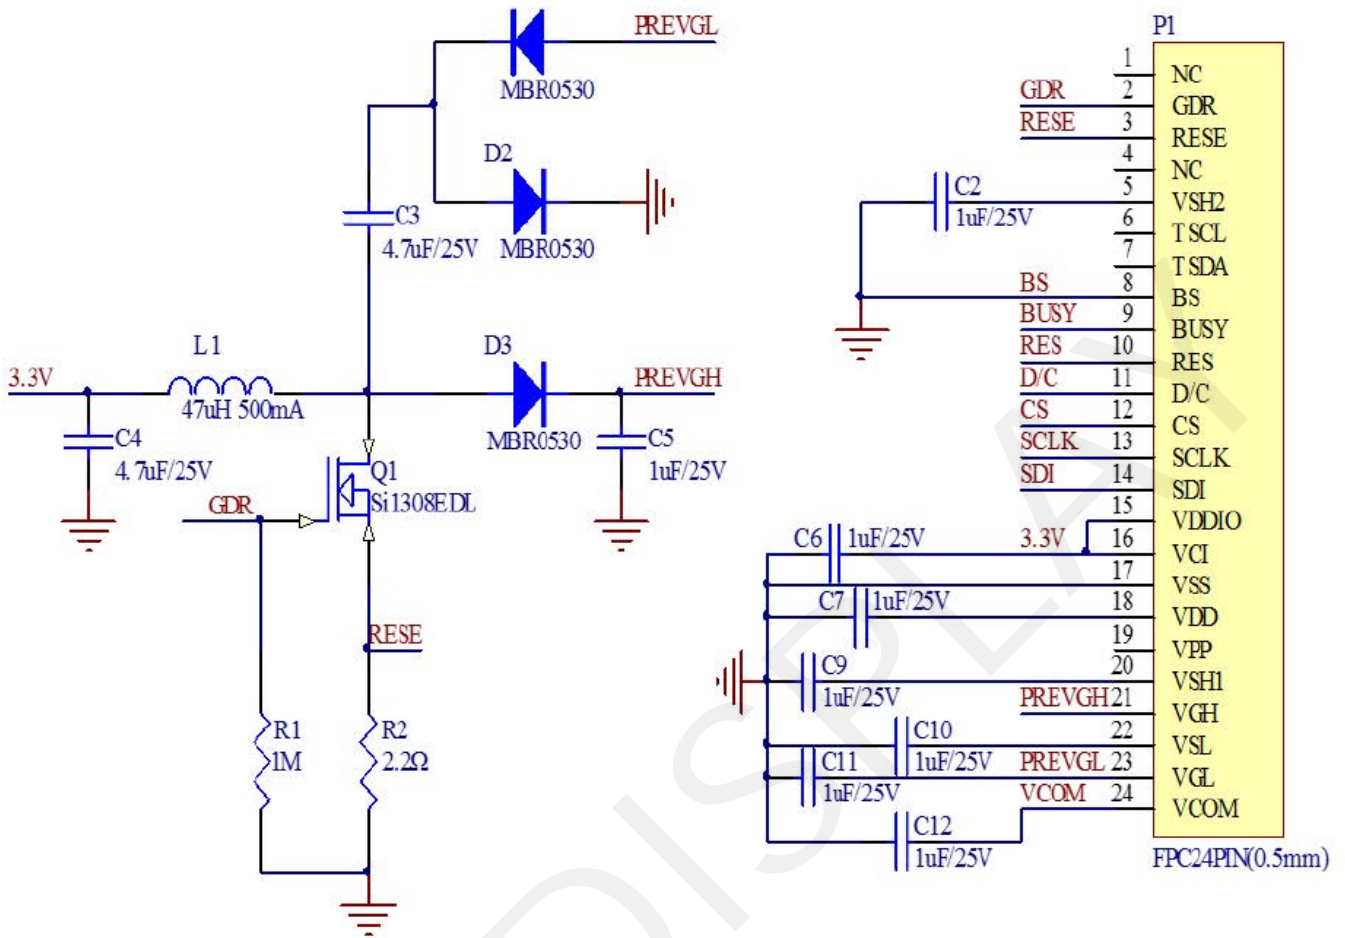 PREVGL
MBR0530
D2
MBR0530
C3
4.7uF/25V
L1
3.3V
47uH 500mA
D3
PREVGH
MBR0530
C4
4.7uF/25V
C5
1uF/25V
Q1
Si1308EDL
GDR
RESE
R1
1M
R2
2.2Ω
P1
1 NC
GDR 2 GDR
RESE 3 RESE
4 NC
C2
1uF/25V
5 VSH2
6 TSCL
7 TSDA
BS 8 BS
BUSY 9 BUSY
RES 10 RES
D/C 11 D/C
CS 12 CS
SCLK 13 SCLK
SDI 14 SDI
15 VDDIO
C6 1uF/25V 3.3V 16 VCI
17 VSS
C7 1uF/25V 18 VDD
19 VPP
C9
1uF/25V
20 VSH1
PREVGH 21 VGH
C10
1uF/25V
22 VSL
C11
1uF/25V
PREVGL 23 VGL
VCOM 24 VCOM
C12
1uF/25V
FPC24PIN(0.5mm)
DISPLAY